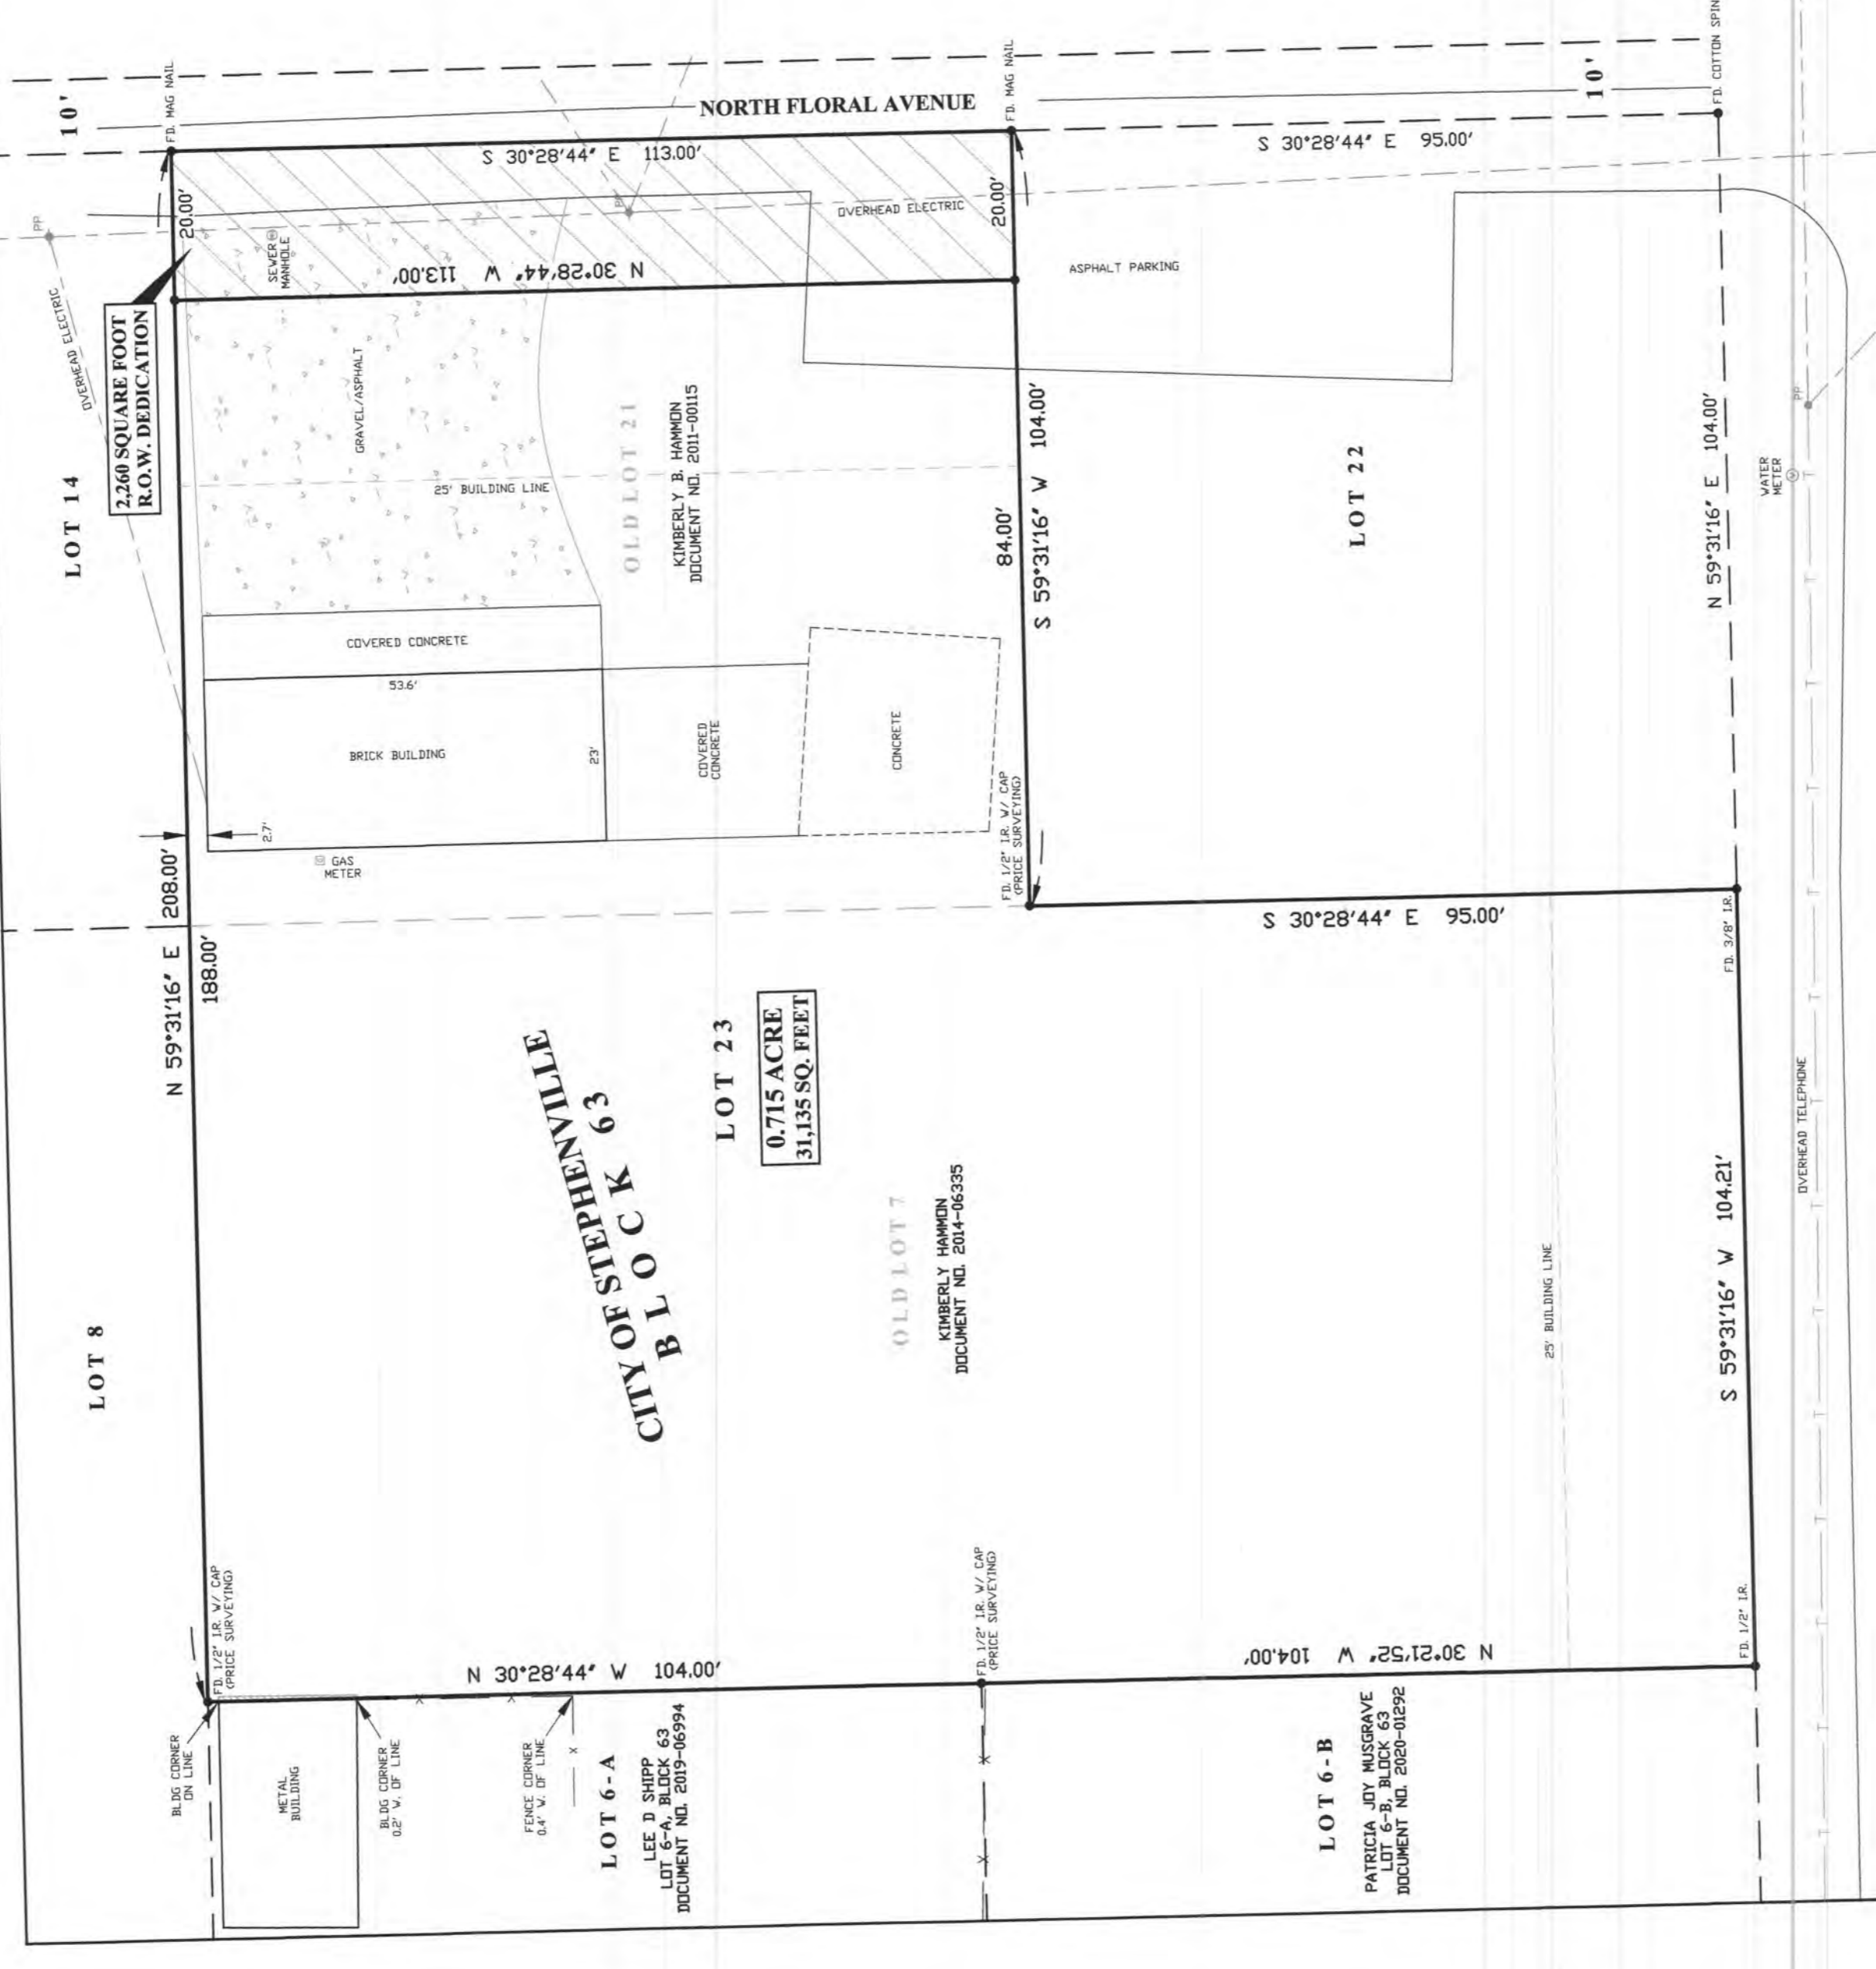 10'
FD. MAG NAIL
NORTH FLORAL AVENUE
FD. MAG NAIL
10'
FD. COTTON SPIN
S 30°28'44" E 113.00'
S 30°28'44" E 95.00'
20.00'
20.00'
PP
PP
OVERHEAD ELECTRIC
SEWER
MANHOLE
N 30°28'44" W 113.00'
ASPHALT PARKING
OVERHEAD ELECTRIC
2,260 SQUARE FOOT
R.O.W. DEDICATION
LOT 14
GRAVEL/ASPHALT
25' BUILDING LINE
OLD LOT 21
KIMBERLY B. HAMMON
DOCUMENT NO. 2011-00115
84.00'
S 59°31'16" W 104.00'
LOT 22
N 59°31'16" E 104.00'
PP
WATER
METER
W
COVERED CONCRETE
53.6'
BRICK BUILDING
23'
COVERED
CONCRETE
CONCRETE
2.7'
GAS
METER
FD. 1/2" I.R. W/ CAP
(PRICE SURVEYING)
S 30°28'44" E 95.00'
FD. 3/8" I.R.
N 59°31'16" E 208.00'
188.00'
CITY OF STEPHENVILLE
BLOCK 63
LOT 23
0.715 ACRE
31,135 SQ. FEET
OLD LOT 7
KIMBERLY HAMMON
DOCUMENT NO. 2014-06335
25' BUILDING LINE
S 59°31'16" W 104.21'
OVERHEAD TELEPHONE
LOT 8
FD. 1/2" I.R. W/ CAP
(PRICE SURVEYING)
N 30°28'44" W 104.00'
FD. 1/2" I.R. W/ CAP
(PRICE SURVEYING)
N 30°21'52" W 104.00'
FD. 1/2" I.R.
BLDG CORNER
ON LINE
METAL
BUILDING
BLDG CORNER
0.2' W. OF LINE
FENCE CORNER
0.4' W. OF LINE
LOT 6-A
LEE D SHIPP
LOT 6-A, BLOCK 63
DOCUMENT NO. 2019-06994
LOT 6-B
PATRICIA JOY MUSGRAVE
LOT 6-B, BLOCK 63
DOCUMENT NO. 2020-01292